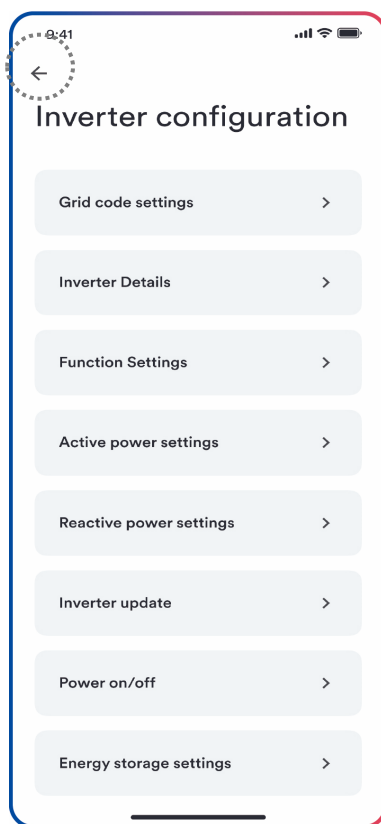 9:41
Inverter configuration
Grid code settings
Inverter Details
Function Settings
Active power settings
Reactive power settings
Inverter update
Power on/off
Energy storage settings